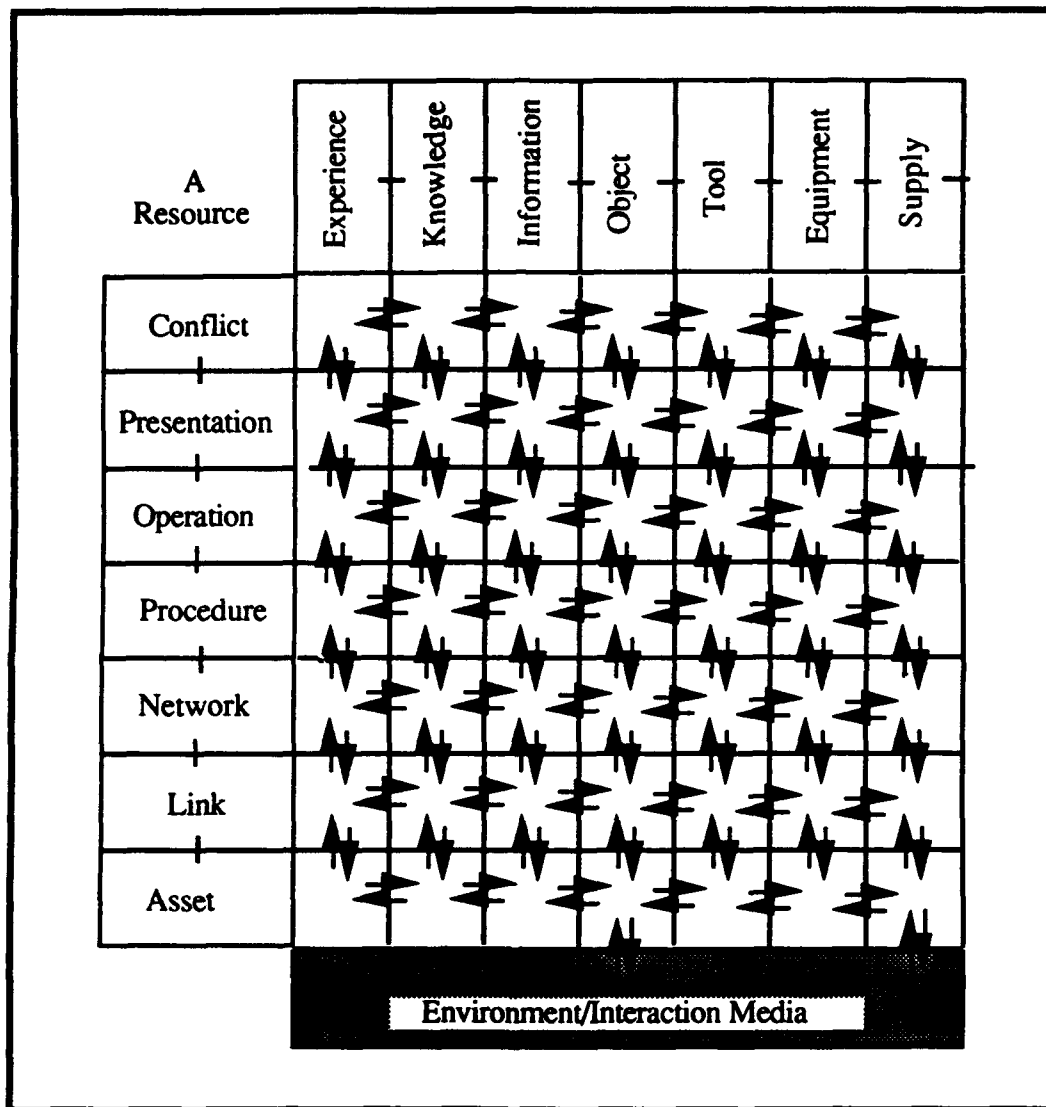 A
Resource
Experience
Knowledge
Information
Object
Tool
Equipment
Supply
Conflict
Presentation
Operation
Procedure
Network
Link
Asset
Environment/Interaction Media